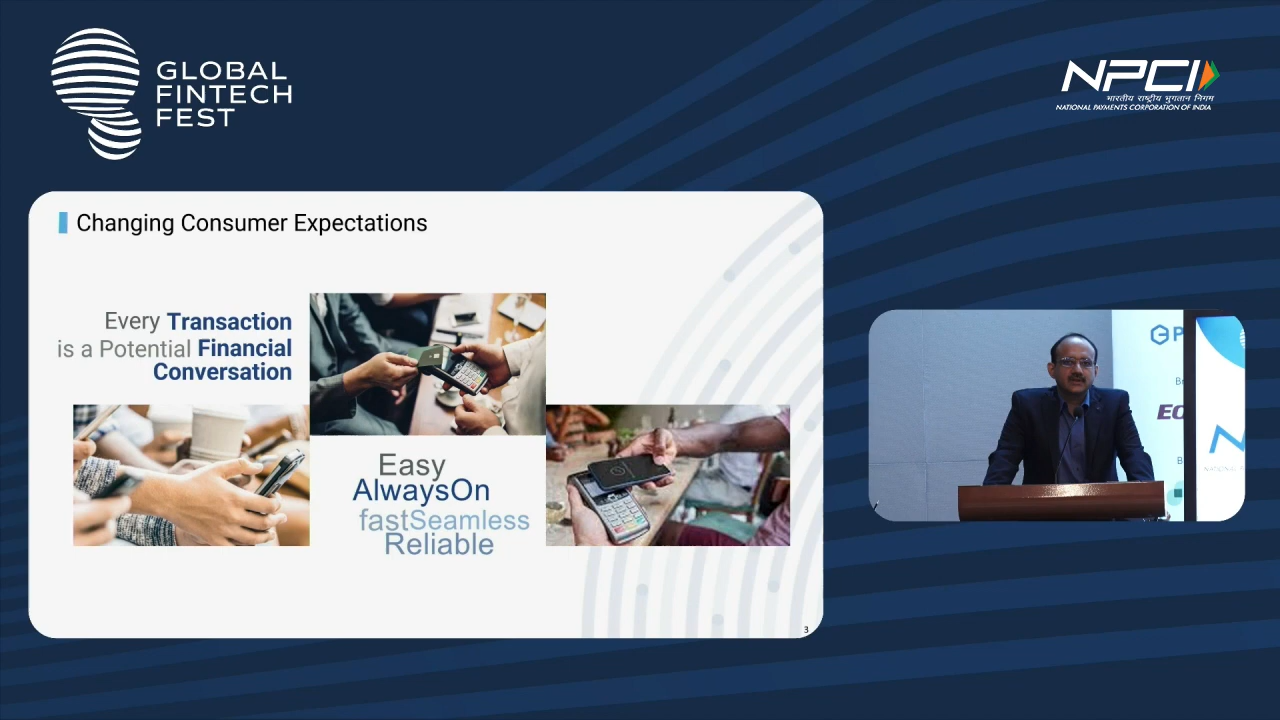 GLOBAL
FINTECH
FEST
NPCI
भारतीय राष्ट्रीय भुगतान निगम
NATIONAL PAYMENTS CORPORATION OF INDIA
Changing Consumer Expectations
Every Transaction
is a Potential Financial
Conversation
Easy
AlwaysOn
fastSeamless
Reliable
3